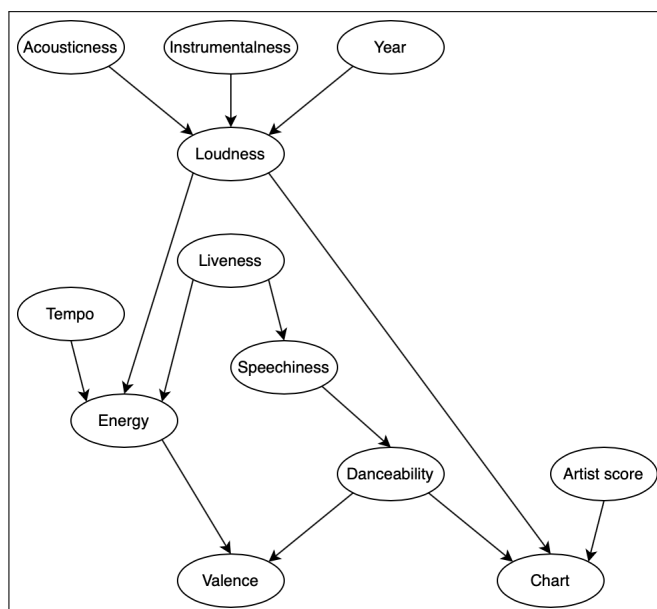 Acousticness
Instrumentalness
Year
Loudness
Liveness
Tempo
Speechiness
Energy
Danceability
Artist score
Valence
Chart